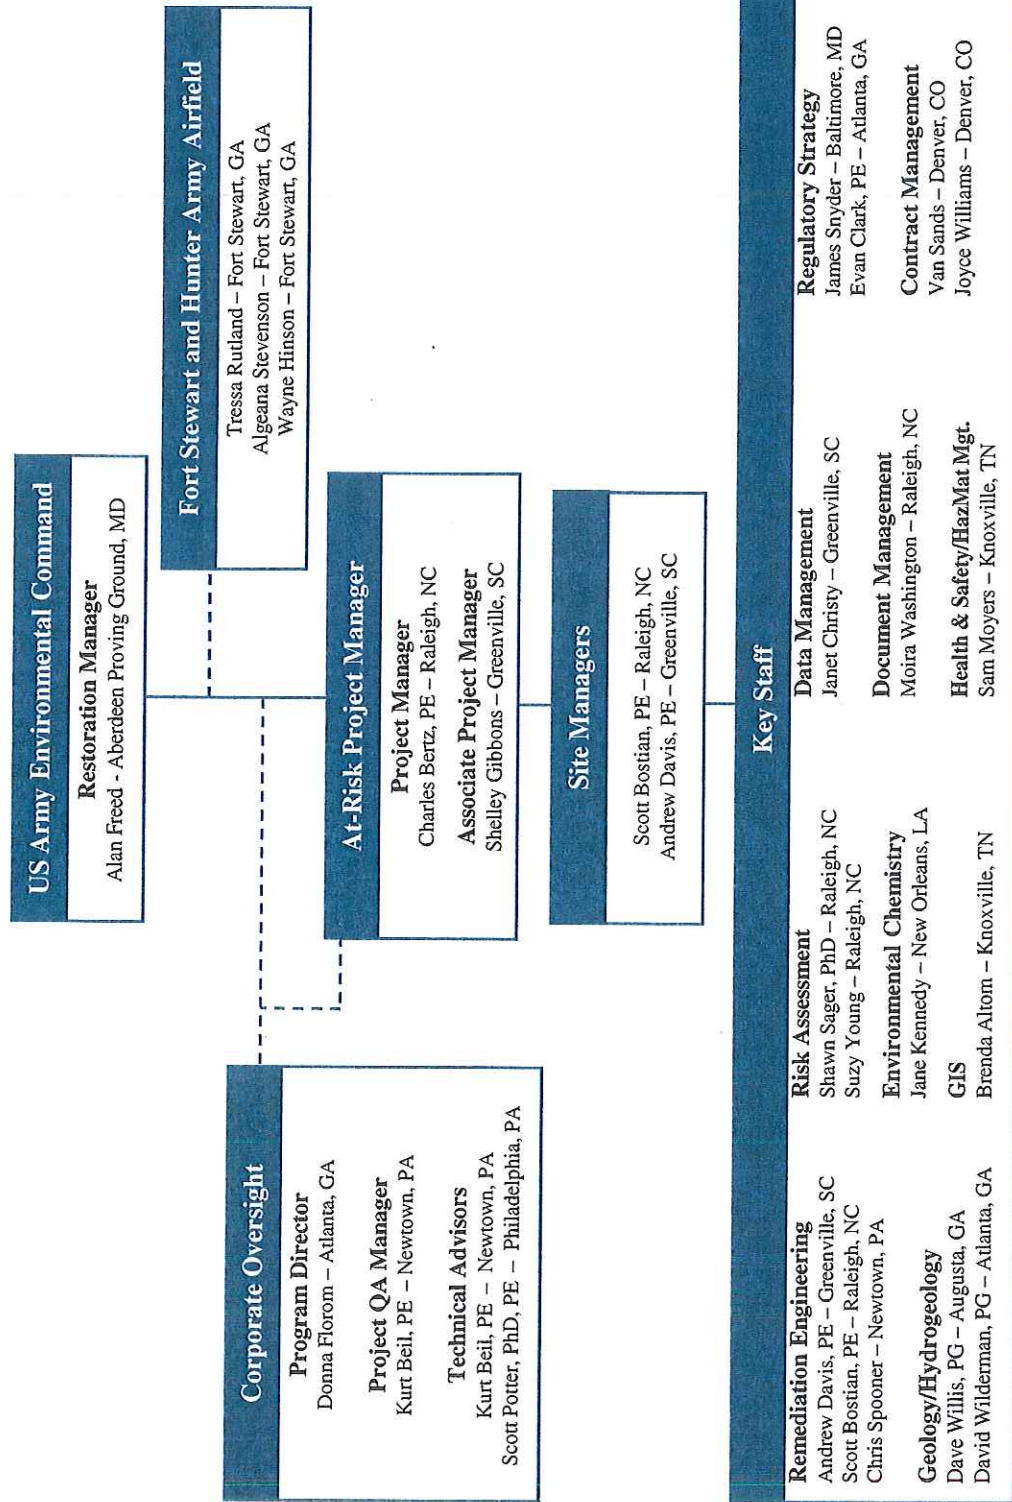 US Army Environmental Command
Restoration Manager
Alan Freed - Aberdeen Proving Ground, MD
Fort Stewart and Hunter Army Airfield
Tressa Rutland – Fort Stewart, GA
Algeana Stevenson – Fort Stewart, GA
Wayne Hinson – Fort Stewart, GA
Corporate Oversight
Program Director
Donna Florom – Atlanta, GA
Project QA Manager
Kurt Beil, PE – Newtown, PA
Technical Advisors
Kurt Beil, PE – Newtown, PA
Scott Potter, PhD, PE – Philadelphia, PA
At-Risk Project Manager
Project Manager
Charles Bertz, PE – Raleigh, NC
Associate Project Manager
Shelley Gibbons – Greenville, SC
Site Managers
Scott Bostian, PE – Raleigh, NC
Andrew Davis, PE – Greenville, SC
Key Staff
Remediation Engineering
Andrew Davis, PE – Greenville, SC
Scott Bostian, PE – Raleigh, NC
Chris Spooner – Newtown, PA
Geology/Hydrogeology
Dave Willis, PG – Augusta, GA
David Wilderman, PG – Atlanta, GA
Risk Assessment
Shawn Sager, PhD – Raleigh, NC
Suzy Young – Raleigh, NC
Environmental Chemistry
Jane Kennedy – New Orleans, LA
GIS
Brenda Altom – Knoxville, TN
Data Management
Janet Christy – Greenville, SC
Document Management
Moira Washington – Raleigh, NC
Health & Safety/HazMat Mgt.
Sam Moyers – Knoxville, TN
Regulatory Strategy
James Snyder – Baltimore, MD
Evan Clark, PE – Atlanta, GA
Contract Management
Van Sands – Denver, CO
Joyce Williams – Denver, CO